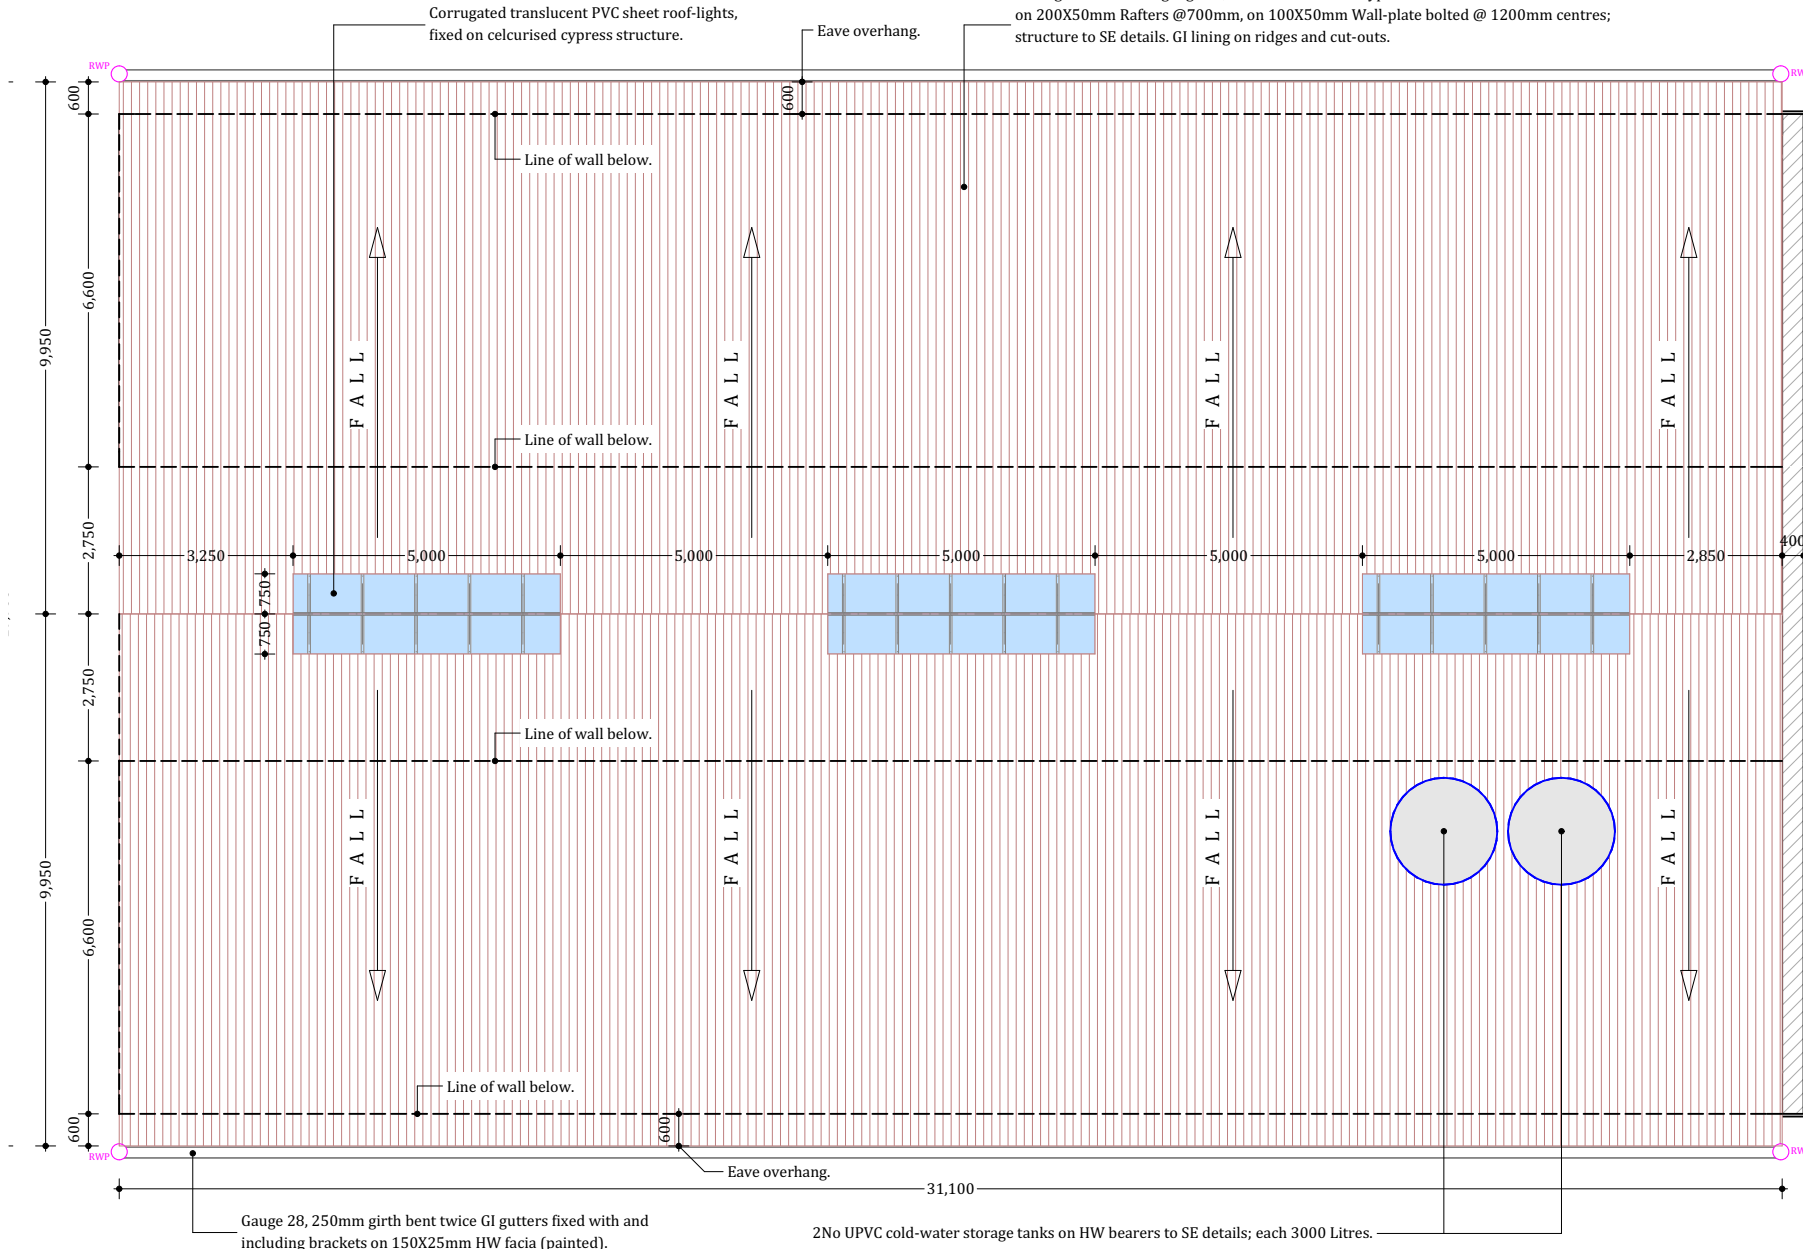 Corrugated translucent PVC sheet roof-lights,
fixed on celcurised cypress structure.
Eave overhang.
on 200X50mm Rafters @700mm, on 100X50mm Wall-plate bolted @ 1200mm centres;
structure to SE details. GI lining on ridges and cut-outs.
RWP
RW
600
600
Line of wall below.
6,600
9,950
FALL
FALL
FALL
FALL
Line of wall below.
2,750
3,250
5,000
5,000
5,000
5,000
5,000
2,850
400
750
750
2,750
Line of wall below.
FALL
FALL
FALL
FALL
9,950
6,600
Line of wall below.
600
600
RWP
RW
Eave overhang.
31,100
Gauge 28, 250mm girth bent twice GI gutters fixed with and
including brackets on 150X25mm HW facia (painted).
2No UPVC cold-water storage tanks on HW bearers to SE details; each 3000 Litres.